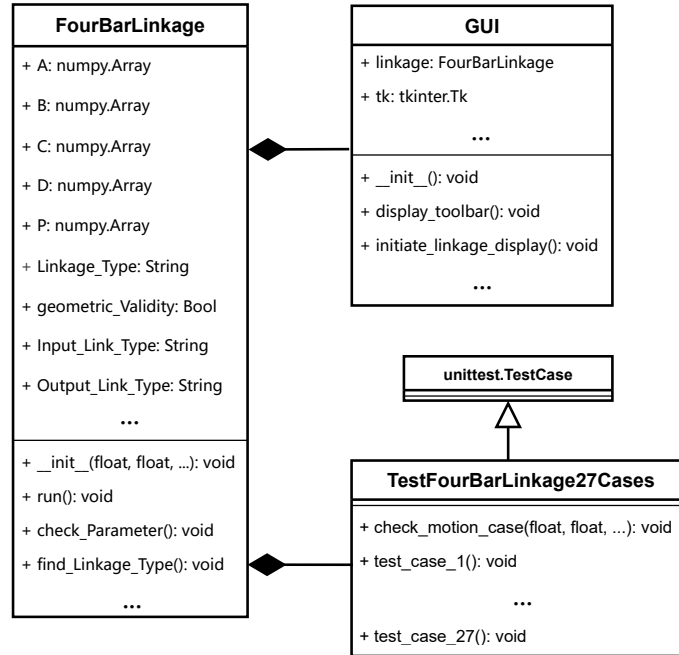 FourBarLinkage
+ A: numpy.Array
+ B: numpy.Array
+ C: numpy.Array
+ D: numpy.Array
+ P: numpy.Array
+ Linkage_Type: String
+ geometric_Validity: Bool
+ Input_Link_Type: String
+ Output_Link_Type: String
...
+ __init__(float, float, ...): void
+ run(): void
+ check_Parameter(): void
+ find_Linkage_Type(): void
...
GUI
+ linkage: FourBarLinkage
+ tk: tkinter.Tk
...
+ __init__(): void
+ display_toolbar(): void
+ initiate_linkage_display(): void
...
unittest.TestCase
TestFourBarLinkage27Cases
+ check_motion_case(float, float, ...): void
+ test_case_1(): void
...
+ test_case_27(): void